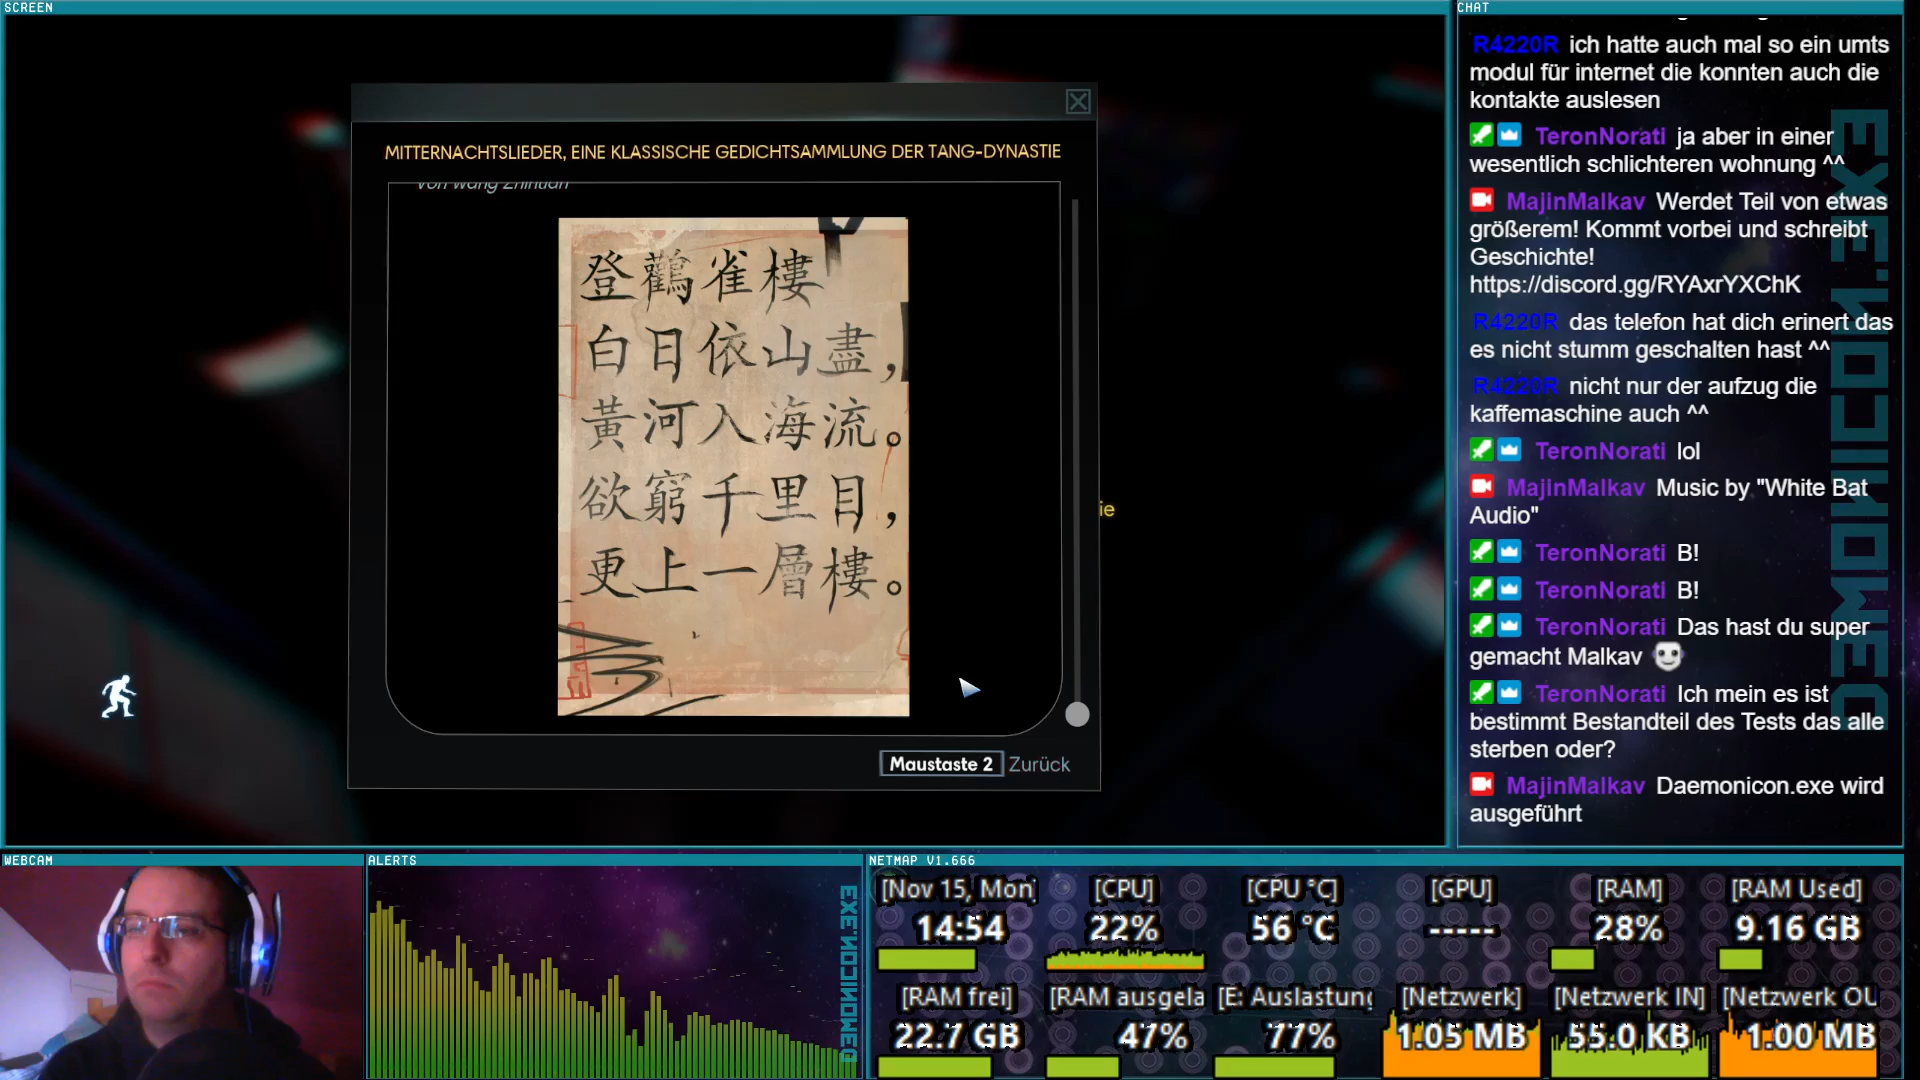 SCREEN
MITTERNACHTSLIEDER, EINE KLASSISCHE GEDICHTSAMMLUNG DER TANG-DYNASTIE
登鸛雀樓
白日依山盡，
黃河入海流。
欲窮千里目，
更上一層樓。
ie
Maustaste 2 Zurück
CHAT
R4220R ich hatte auch mal so ein umts
modul für internet die konnten auch die
kontakte auslesen
TeronNorati ja aber in einer
wesentlich schlichteren wohnung ^^
MajinMalkav Werdet Teil von etwas
größerem! Kommt vorbei und schreibt
Geschichte!
https://discord.gg/RYAxrYXChK
R4220R das telefon hat dich erinert das
es nicht stumm geschalten hast ^^
R4220R nicht nur der aufzug die
kaffemaschine auch ^^
TeronNorati lol
MajinMalkav Music by "White Bat
Audio"
TeronNorati B!
TeronNorati B!
TeronNorati Das hast du super
gemacht Malkav
TeronNorati Ich mein es ist
bestimmt Bestandteil des Tests das alle
sterben oder?
MajinMalkav Daemonicon.exe wird
ausgeführt
WEBCAM
ALERTS
NETMAP V1.666
[Nov 15, Mon] [CPU] [CPU °C] [GPU] [RAM] [RAM Used]
14:54 22% 56 °C ----- 28% 9.16 GB
[RAM frei] [RAM ausgela [E: Auslastung [Netzwerk] [Netzwerk IN] [Netzwerk OU
22.7 GB 47% 77% 1.05 MB 55.0 KB 1.00 MB